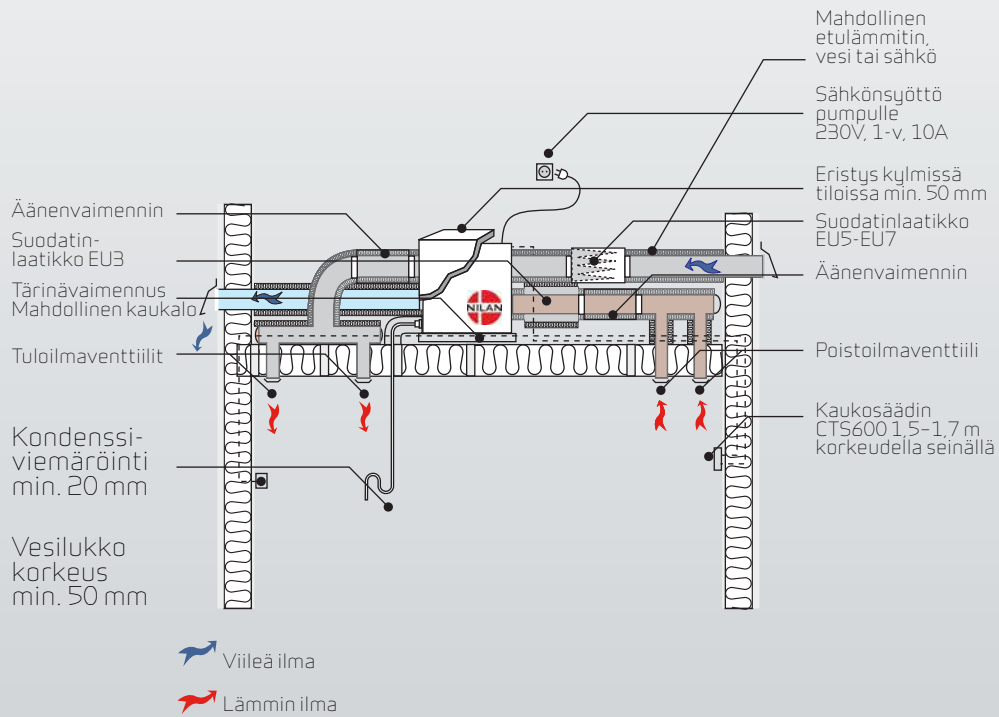 Mahdollinen
etulämmitin,
vesi tai sähkö
Sähkönsyöttö
pumpulle
230V, 1-v, 10A
Eristys kylmissä
tiloissa min. 50 mm
Suodatinlaatikko
EU5-EU7
Äänenvaimennin
Poistoilmaventtiili
Kaukosäädin
CTS600 1,5–1,7 m
korkeudella seinällä
Äänenvaimennin
Suodatin-
laatikko EU3
Tärinävaimennus
Mahdollinen kaukalo
Tuloilmaventtiilit
Kondenssi-
viemäröinti
min. 20 mm
Vesilukko
korkeus
min. 50 mm
NILAN
Viileä ilma
Lämmin ilma